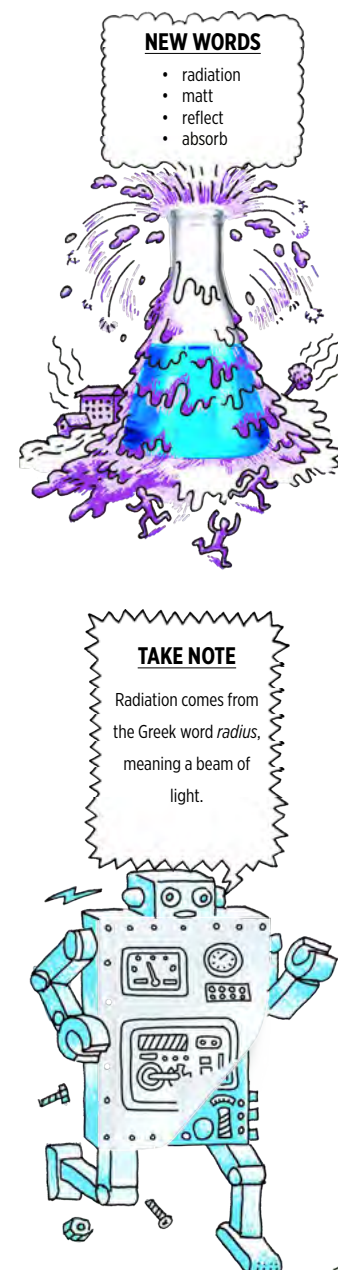 NEW WORDS
• radiation
• matt
• reflect
• absorb
TAKE NOTE
Radiation comes from
the Greek word radius,
meaning a beam of
light.